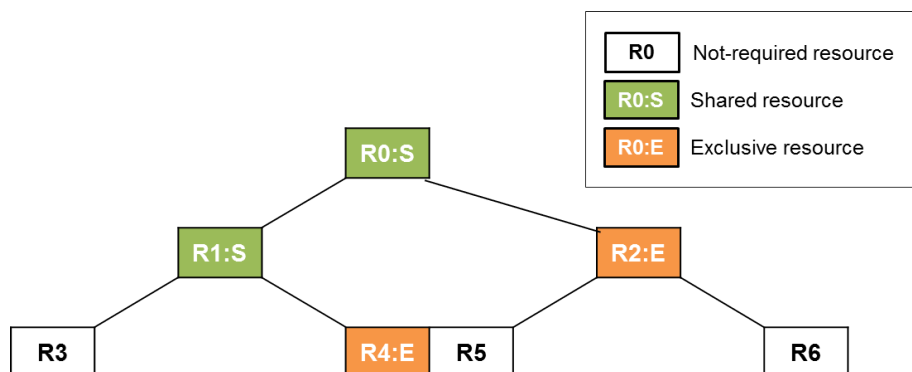 R0 Not-required resource
R0:S Shared resource
R0:E Exclusive resource
R0:S
R1:S R2:E
R3 R4:E R5 R6